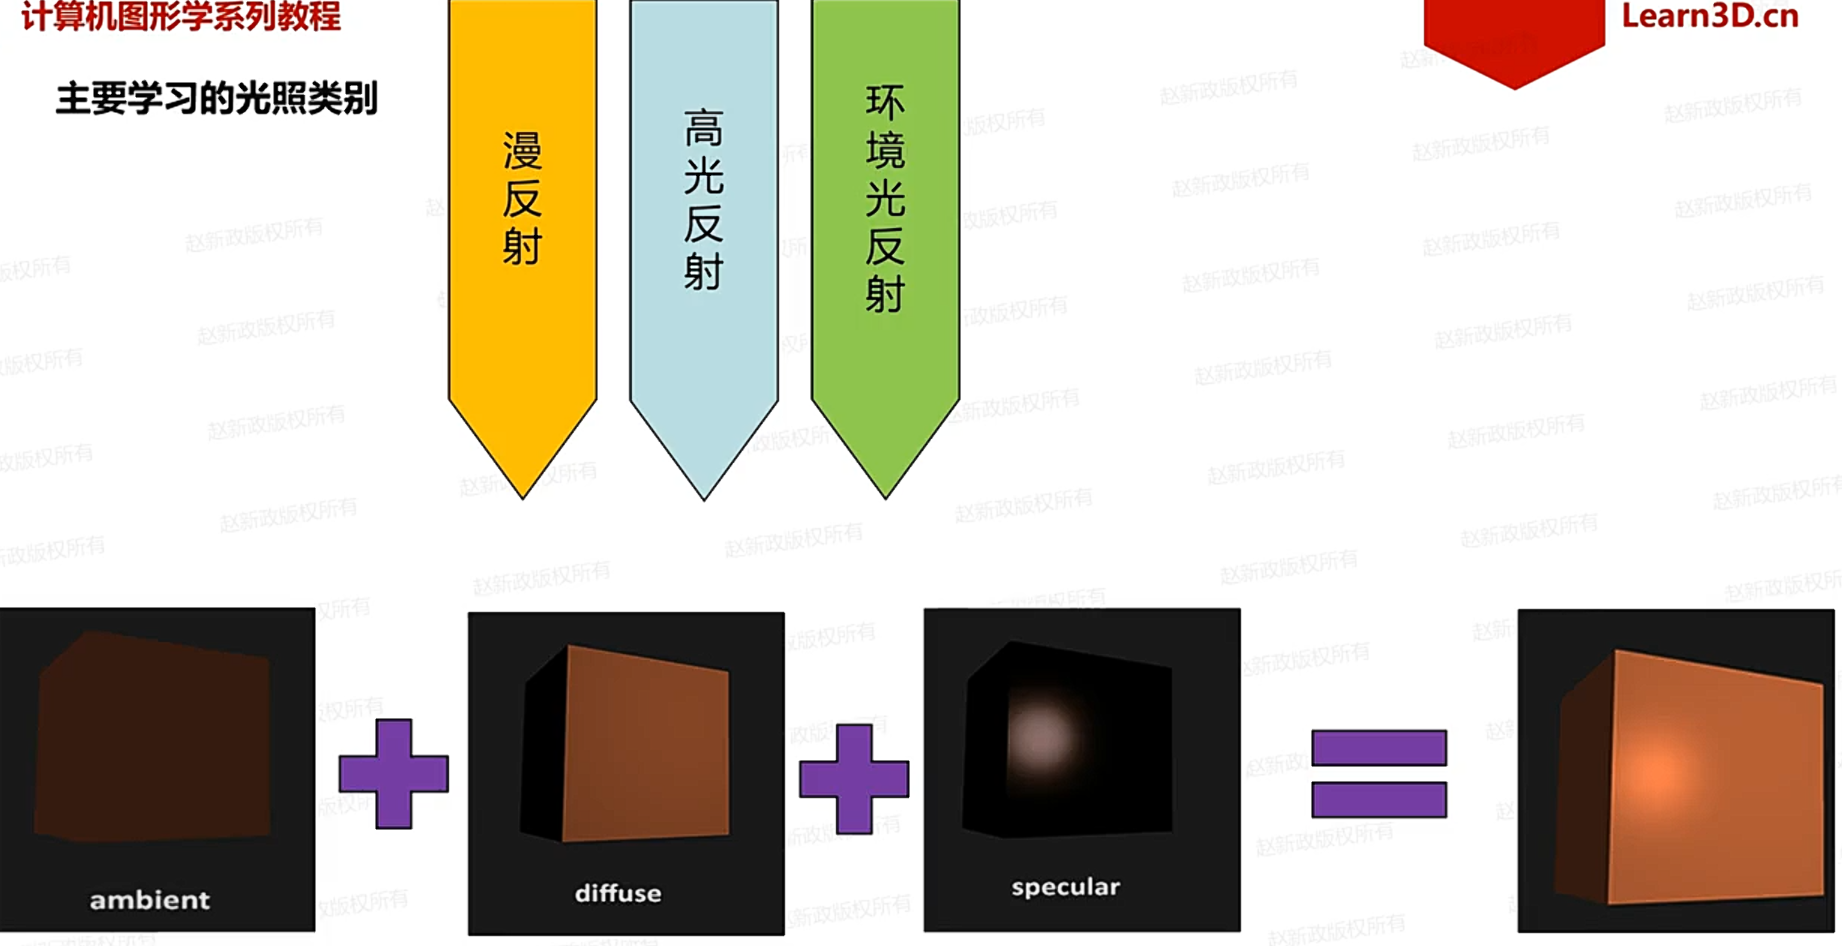 计算机图形学系列教程
Learn3D.cn
主要学习的光照类别
漫反射
高光反射
环境光反射
赵新政版权所有
ambient
diffuse
specular